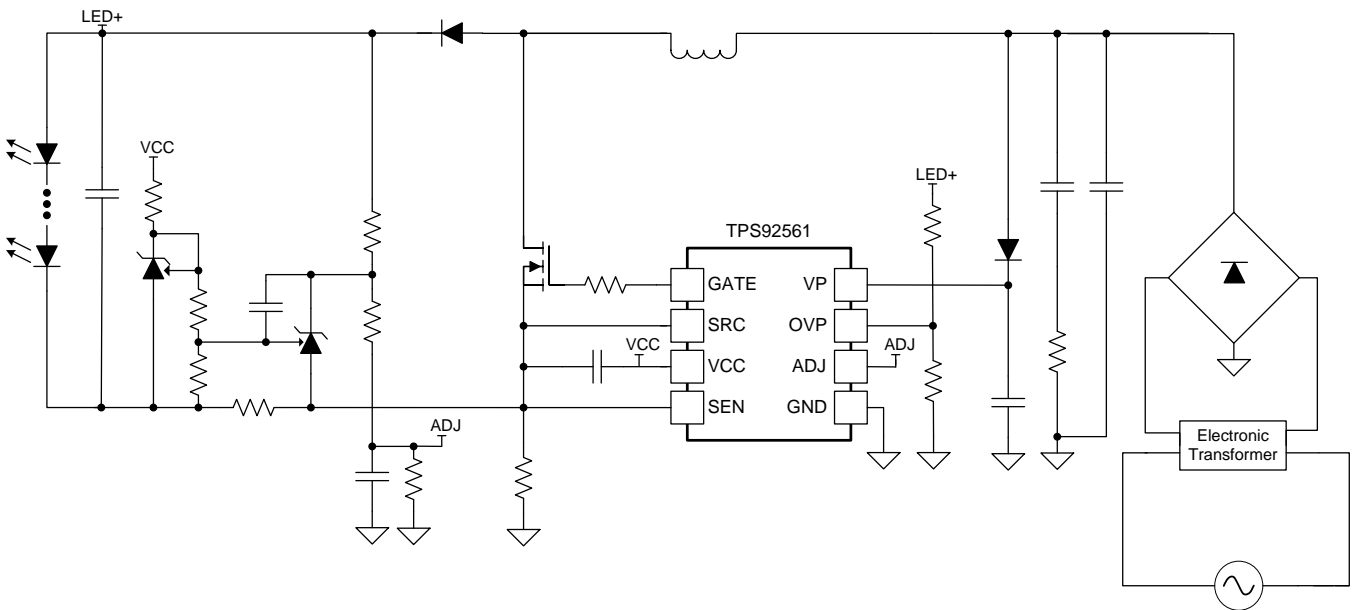 LED+
VCC
LED+
TPS92561
GATE
VP
SRC
OVP
VCC
ADJ
VCC
ADJ
SEN
GND
ADJ
Electronic
Transformer